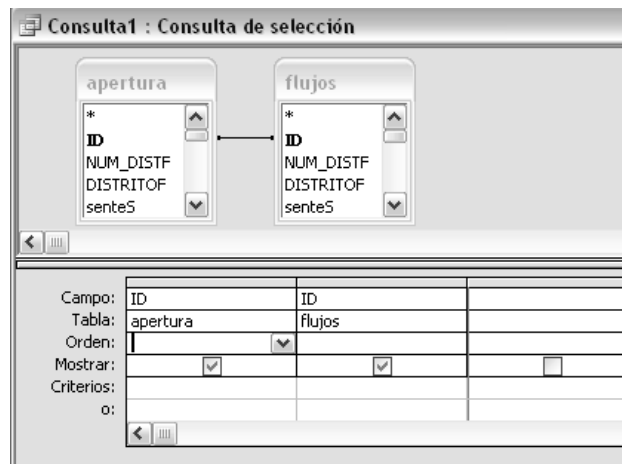 Consulta1 : Consulta de selección
apertura
*
ID
NUM_DISTF
DISTRITOF
senteS
flujos
*
ID
NUM_DISTF
DISTRITOF
senteS
Campo: ID ID
Tabla: apertura flujos
Orden:
Mostrar:
Criterios:
o: